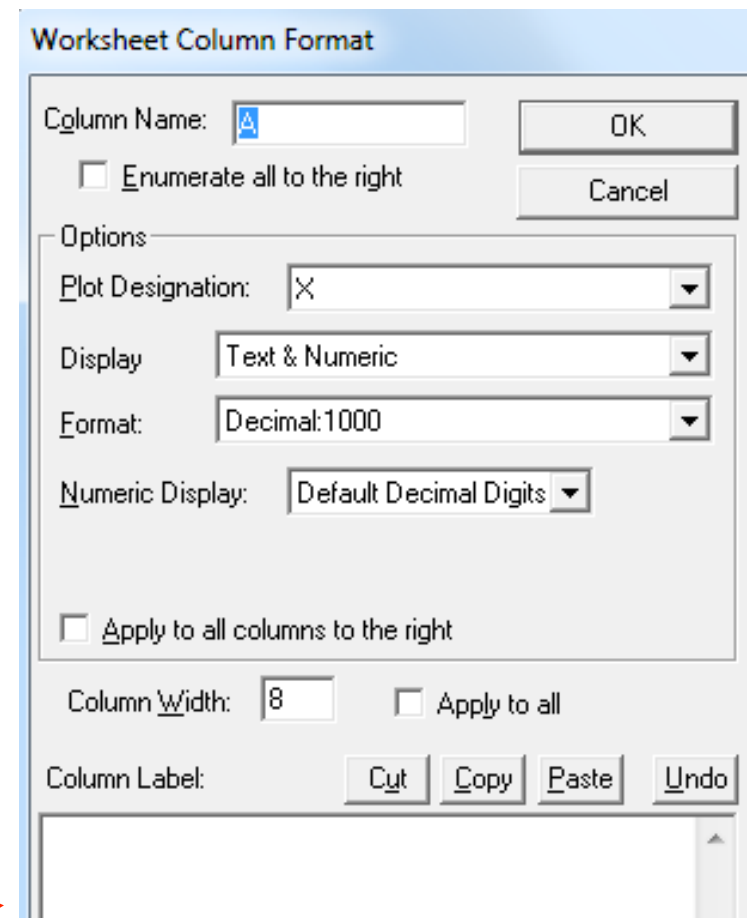 Worksheet Column Format
Column Name: A
OK
Enumerate all to the right
Cancel
Options
Plot Designation: X
Display Text & Numeric
Format: Decimal:1000
Numeric Display: Default Decimal Digits
Apply to all columns to the right
Column Width: 8 Apply to all
Column Label: Cut Copy Paste Undo